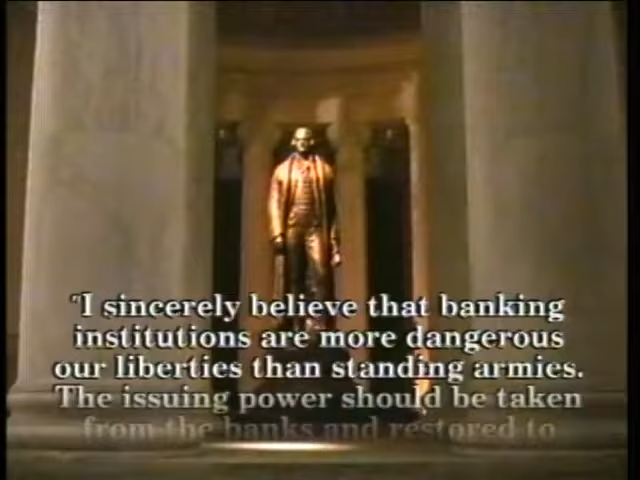 "I sincerely believe that banking
institutions are more dangerous
our liberties than standing armies.
The issuing power should be taken
from the banks and restored to